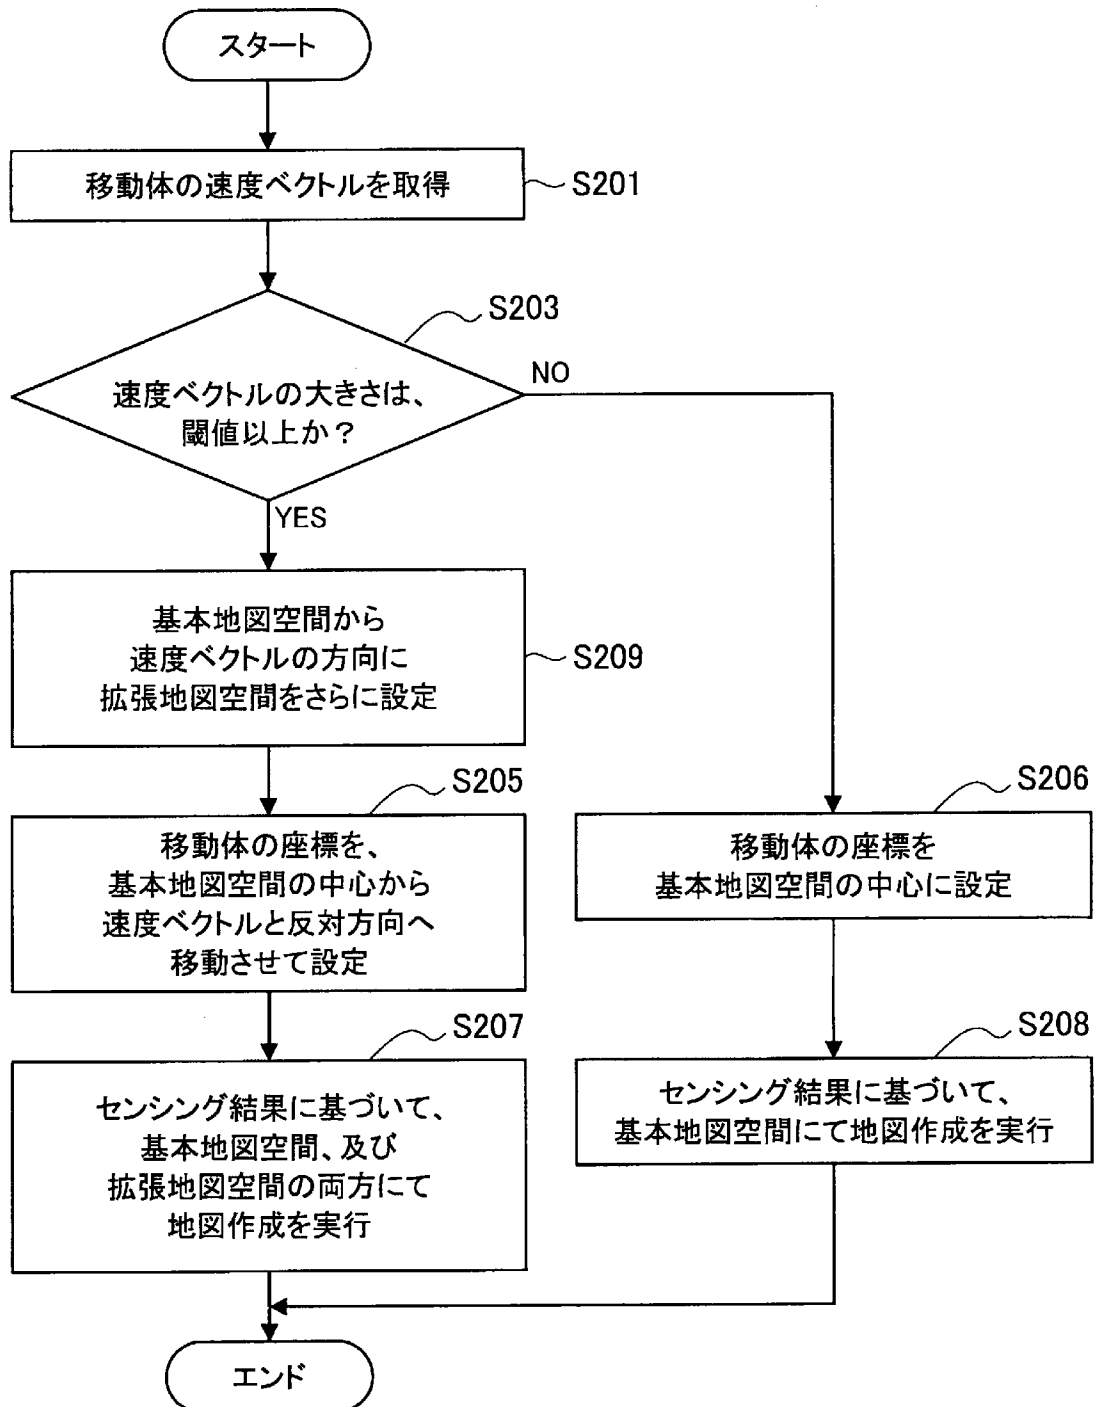 スタート
移動体の速度ベクトルを取得
S201
S203
速度ベクトルの大きさは、
閾値以上か？
NO
YES
基本地図空間から
速度ベクトルの方向に
拡張地図空間をさらに設定
S209
S205
移動体の座標を、
基本地図空間の中心から
速度ベクトルと反対方向へ
移動させて設定
S206
移動体の座標を
基本地図空間の中心に設定
S207
センシング結果に基づいて、
基本地図空間、及び
拡張地図空間の両方にて
地図作成を実行
S208
センシング結果に基づいて、
基本地図空間にて地図作成を実行
エンド